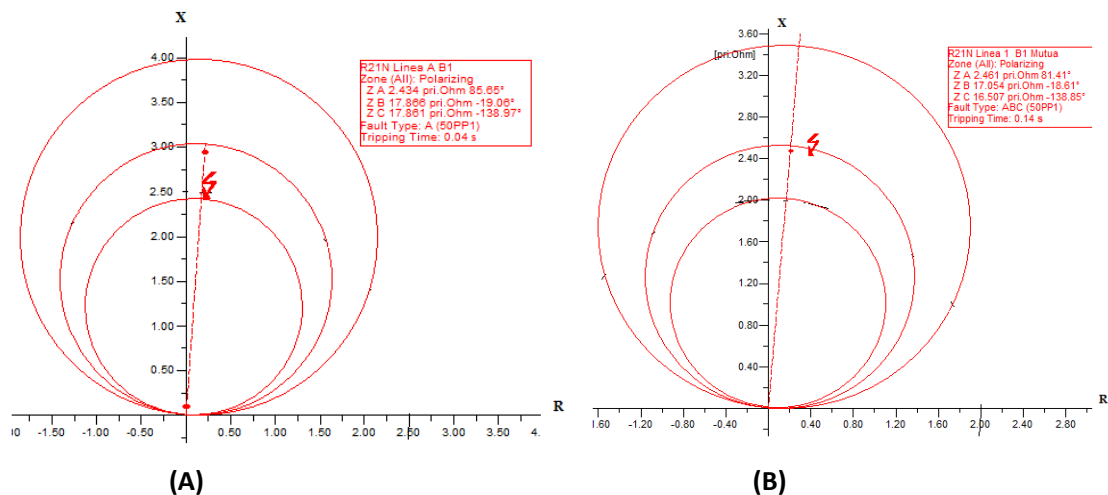 X
4.00
3.50
3.00
2.50
2.00
1.50
1.00
0.50
00 -1.50 -1.00 -0.50 0.50 1.00 1.50 2.00 2.50 3.00 3.50 4.
R
R21N Linea A B1
Zone (All): Polarizing
Z A 2.434 pri.Ohm 85.65°
Z B 17.866 pri.Ohm -19.06°
Z C 17.861 pri.Ohm -138.97°
Fault Type: A (50PP1)
Tripping Time: 0.04 s
(A)
X
3.60
[pri.Ohm]
3.20
2.80
2.40
2.00
1.60
1.20
0.80
0.40
1.60 -1.20 -0.80 -0.40 0.40 0.80 1.20 1.60 2.00 2.40 2.80
R
R21N Linea 1 B1 Mutua
Zone (All): Polarizing
Z A 2.461 pri.Ohm 81.41°
Z B 17.054 pri.Ohm -18.61°
Z C 16.507 pri.Ohm -138.85°
Fault Type: ABC (50PP1)
Tripping Time: 0.14 s
(B)